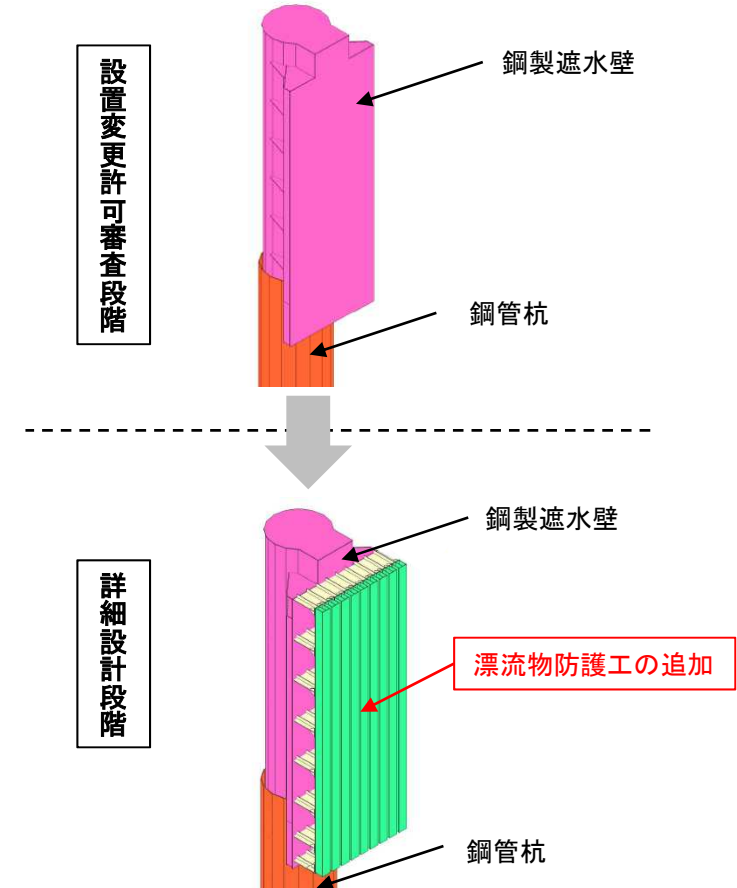 設置変更許可審査段階
鋼製遮水壁
鋼管杭
詳細設計段階
鋼製遮水壁
漂流物防護工の追加
鋼管杭